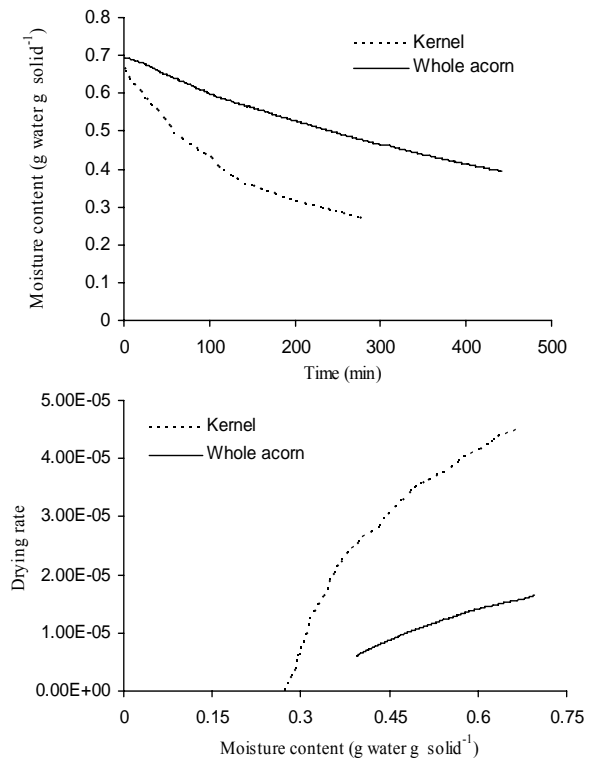 Moisture content (g water g solid-1)
0.8
0.7
0.6
0.5
0.4
0.3
0.2
0.1
0
Kernel
Whole acorn
0 100 200 300 400 500
Time (min)
Drying rate
5.00E-05
4.00E-05
3.00E-05
2.00E-05
1.00E-05
0.00E+00
Kernel
Whole acorn
0 0.15 0.3 0.45 0.6 0.75
Moisture content (g water g solid-1)